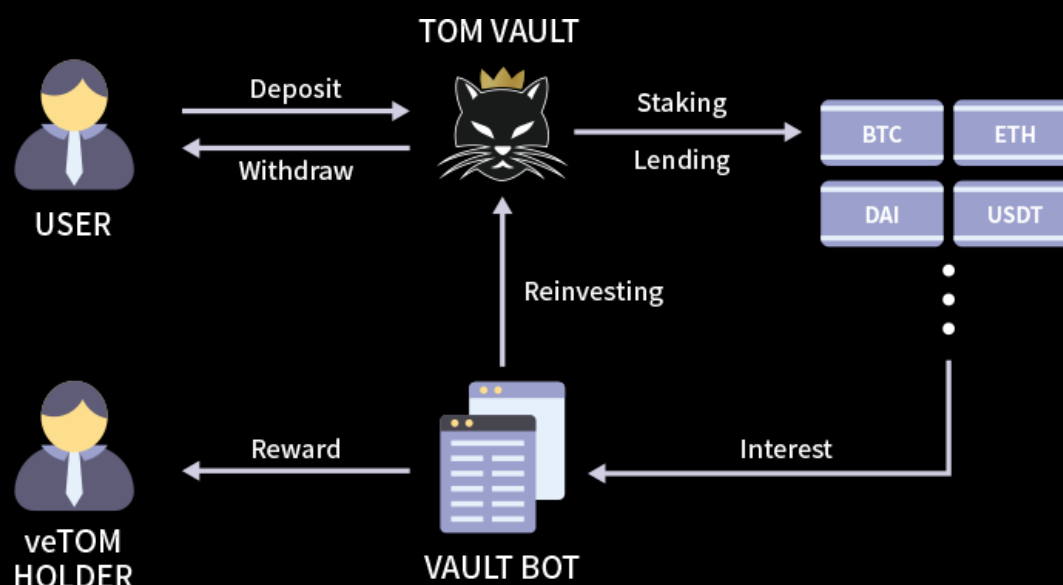 TOM VAULT
Deposit
Withdraw
USER
Staking
Lending
BTC
ETH
DAI
USDT
Reinvesting
Reward
Interest
veTOM
HOLDER
VAULT BOT